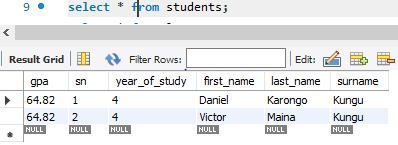 9 select * from students;
Result Grid Filter Rows: Edit:
gpa sn year_of_study first_name last_name surname
64.82 1 4 Daniel Karongo Kungu
64.82 2 4 Victor Maina Kungu
NULL NULL NULL NULL NULL NULL